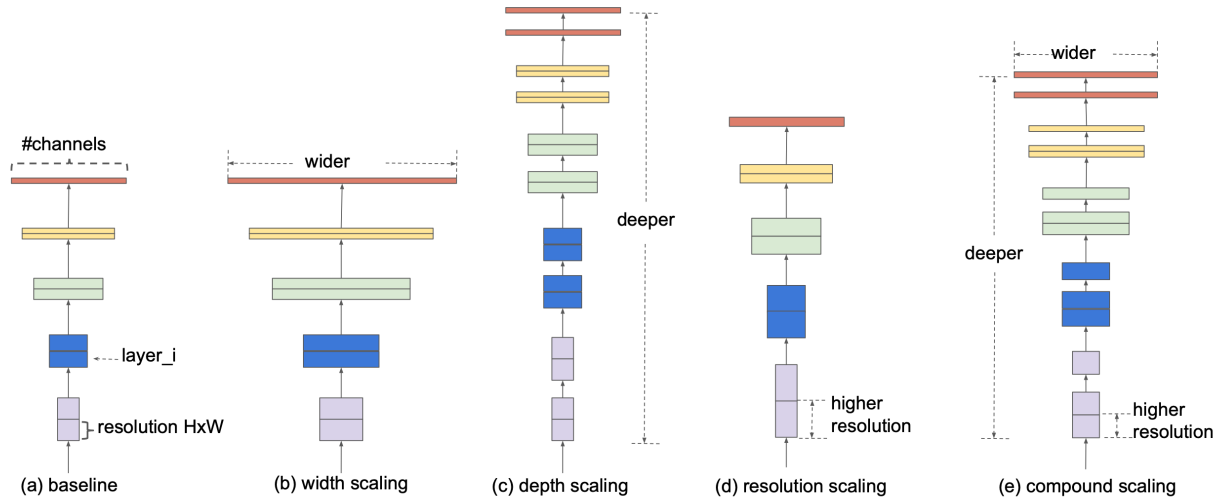 #channels
layer_i
resolution HxW
(a) baseline
wider
(b) width scaling
deeper
(c) depth scaling
higher
resolution
(d) resolution scaling
wider
deeper
higher
resolution
(e) compound scaling